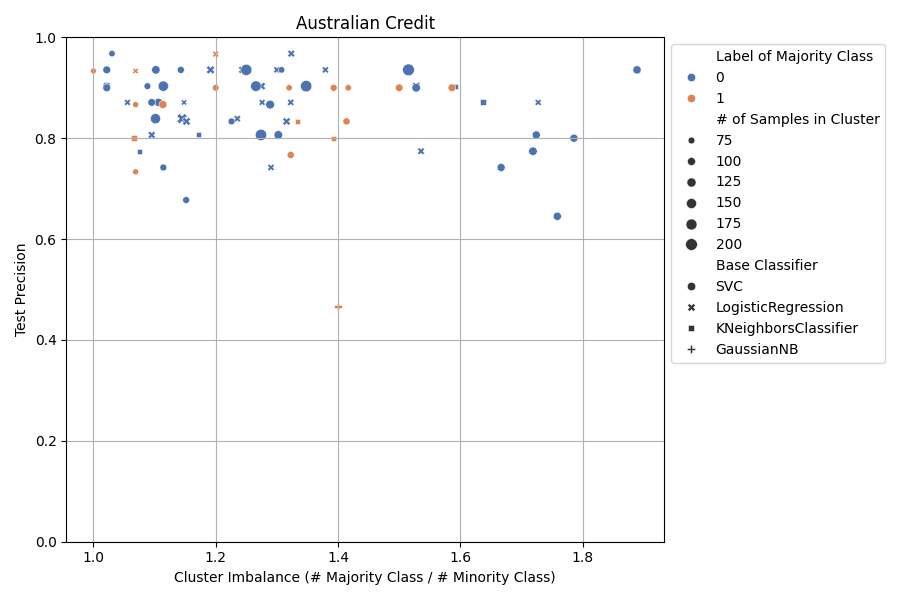 Australian Credit
Test Precision
1.0
0.8
0.6
0.4
0.2
0.0
1.0 1.2 1.4 1.6 1.8
Cluster Imbalance (# Majority Class / # Minority Class)
Label of Majority Class
0
1
# of Samples in Cluster
75
100
125
150
175
200
Base Classifier
SVC
LogisticRegression
KNeighborsClassifier
GaussianNB